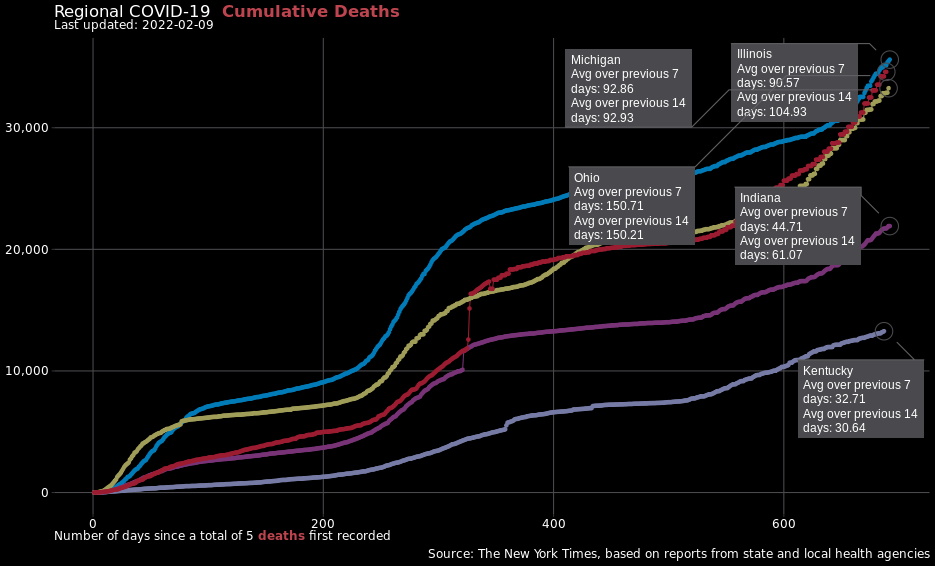 Regional COVID-19 Cumulative Deaths
Last updated: 2022-02-09
Michigan
Avg over previous 7
days: 92.86
Avg over previous 14
days: 92.93
Illinois
Avg over previous 7
days: 96.57
Avg over previous 14
days: 104.93
Ohio
Avg over previous 7
days: 150.71
Avg over previous 14
days: 150.21
Indiana
Avg over previous 7
days: 44.71
Avg over previous 14
days: 61.07
Kentucky
Avg over previous 7
days: 32.71
Avg over previous 14
days: 30.64
30,000
20,000
10,000
0
0 200 400 600
Number of days since a total of 5 deaths first recorded
Source: The New York Times, based on reports from state and local health agencies